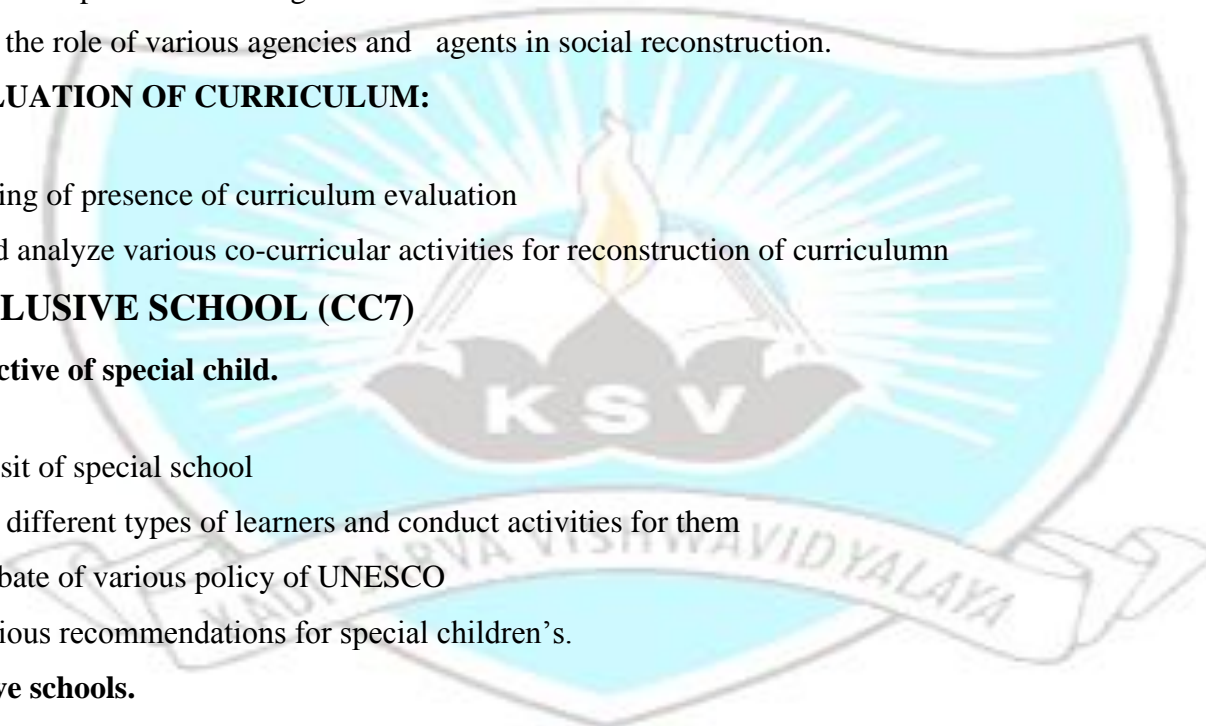 the role of various agencies and agents in social reconstruction.
LUATION OF CURRICULUM:
ing of presence of curriculum evaluation
d analyze various co-curricular activities for reconstruction of curriculumn
LUSIVE SCHOOL (CC7)
ctive of special child.
KSV
sit of special school
different types of learners and conduct activities for them
VISHWAVIDYALAYA
bate of various policy of UNESCO
ious recommendations for special children's.
ve schools.